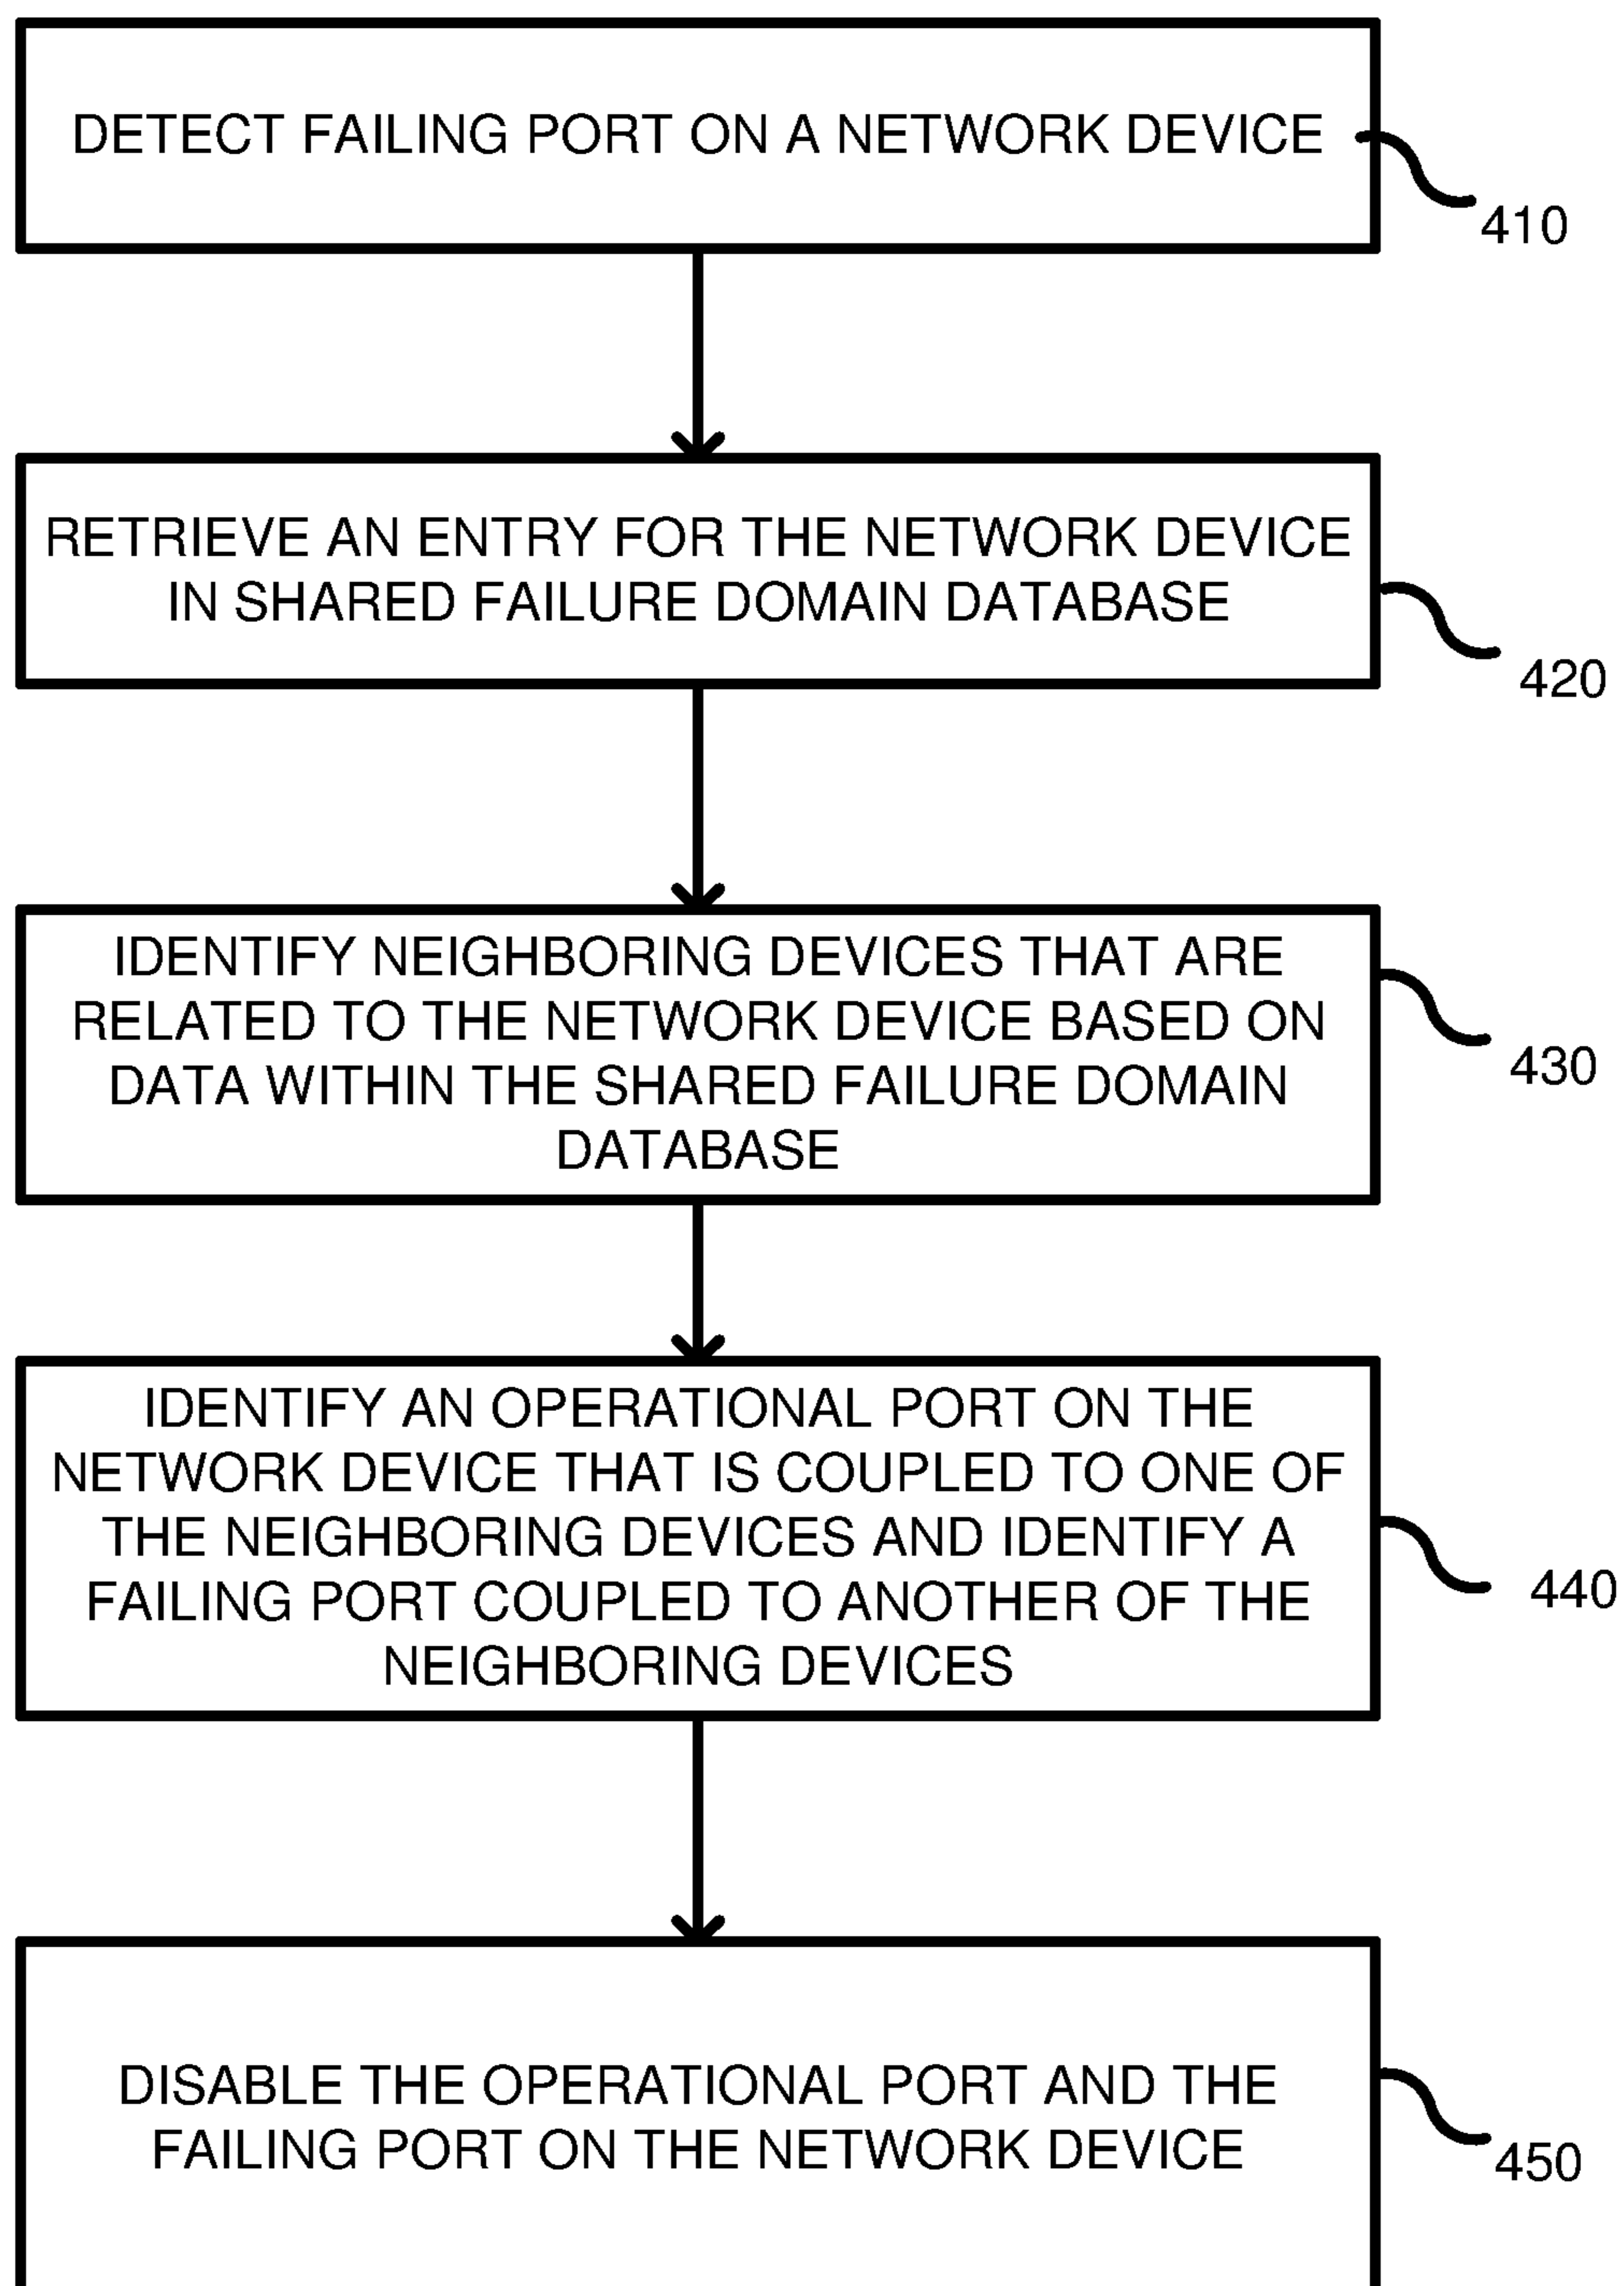 DETECT FAILING PORT ON A NETWORK DEVICE
410
RETRIEVE AN ENTRY FOR THE NETWORK DEVICE
IN SHARED FAILURE DOMAIN DATABASE
420
IDENTIFY NEIGHBORING DEVICES THAT ARE
RELATED TO THE NETWORK DEVICE BASED ON
DATA WITHIN THE SHARED FAILURE DOMAIN
DATABASE
430
IDENTIFY AN OPERATIONAL PORT ON THE
NETWORK DEVICE THAT IS COUPLED TO ONE OF
THE NEIGHBORING DEVICES AND IDENTIFY A
FAILING PORT COUPLED TO ANOTHER OF THE
NEIGHBORING DEVICES
440
DISABLE THE OPERATIONAL PORT AND THE
FAILING PORT ON THE NETWORK DEVICE
450